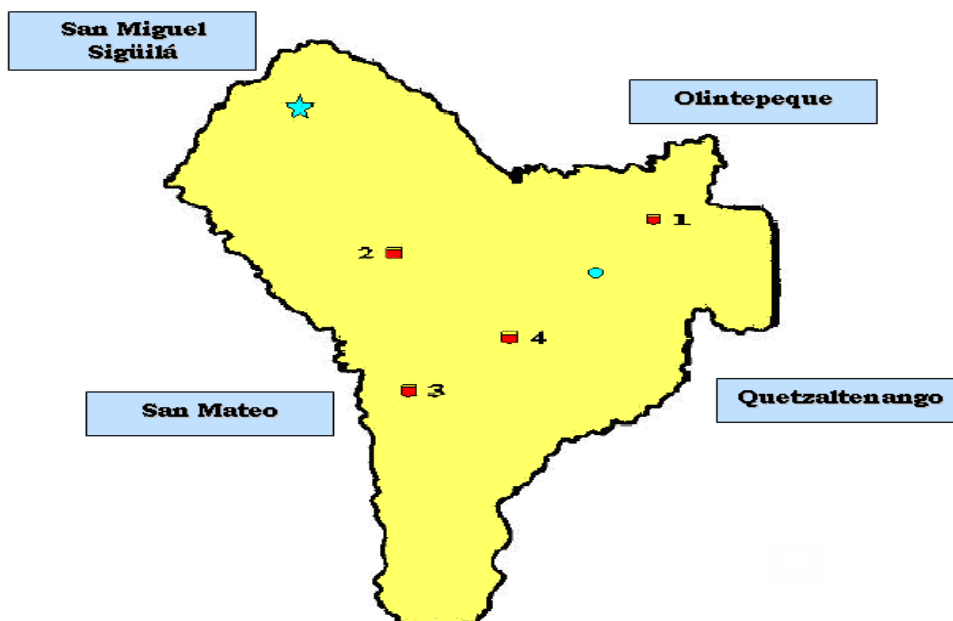 San Miguel
Sigüilá
Olintepeque
1
2
4
3
San Mateo
Quetzaltenango